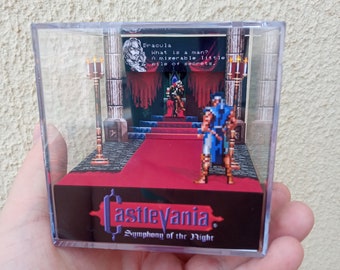 Dracula
What is a man?
A miserable little
pile of secrets.
Castlevania
Symphony of the Night